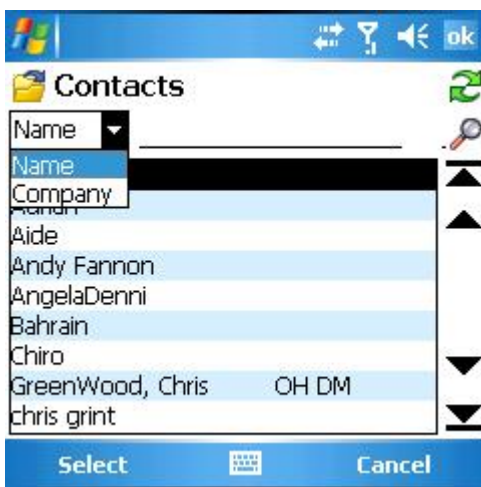 ok
Contacts
Name
Name
Company
Aide
Andy Fannon
AngelaDenni
Bahrain
Chiro
GreenWood, Chris OH DM
chris grint
Select Cancel